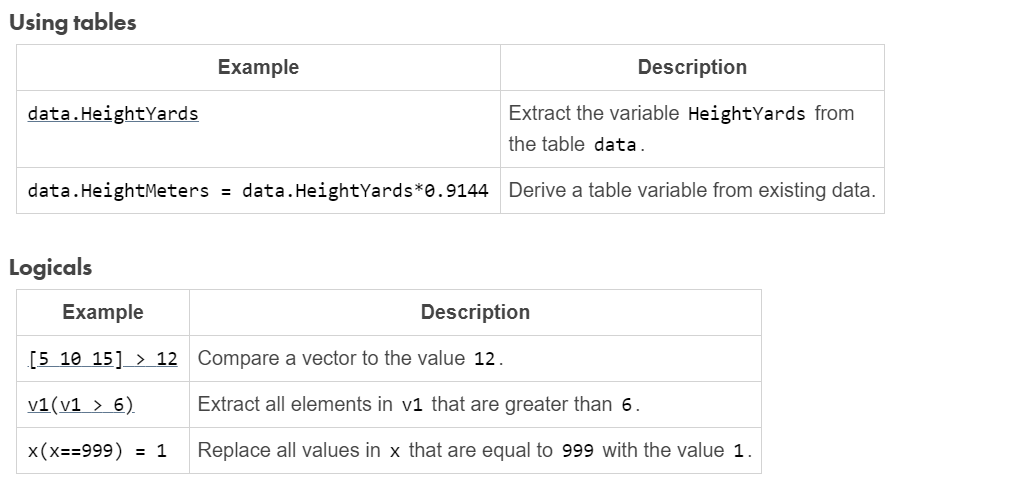 Using tables
Example Description
data.HeightYards Extract the variable HeightYards from
the table data.
data.HeightMeters = data.HeightYards*0.9144 Derive a table variable from existing data.
Logicals
Example Description
[5 10 15] > 12 Compare a vector to the value 12.
v1(v1 > 6) Extract all elements in v1 that are greater than 6.
x(x==999) = 1 Replace all values in x that are equal to 999 with the value 1.